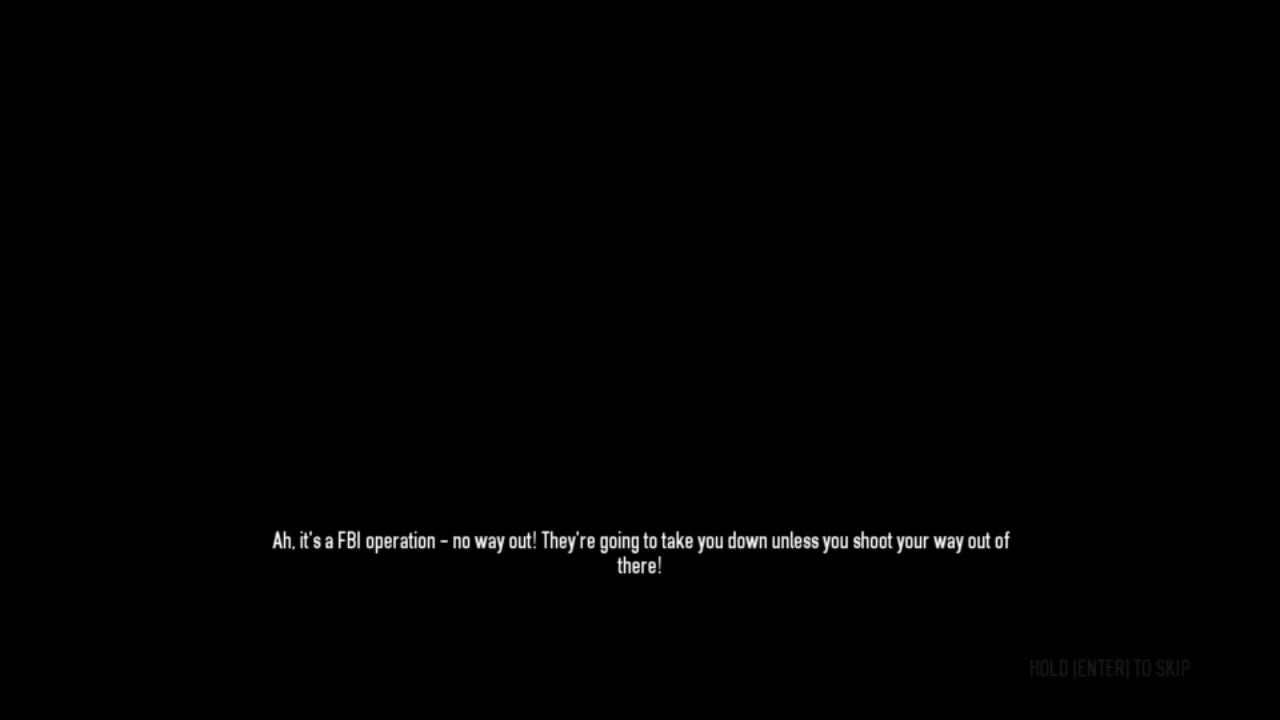 Ah, it's a FBI operation - no way out! They're going to take you down unless you shoot your way out of
there!
HOLD [ENTER] TO SKIP